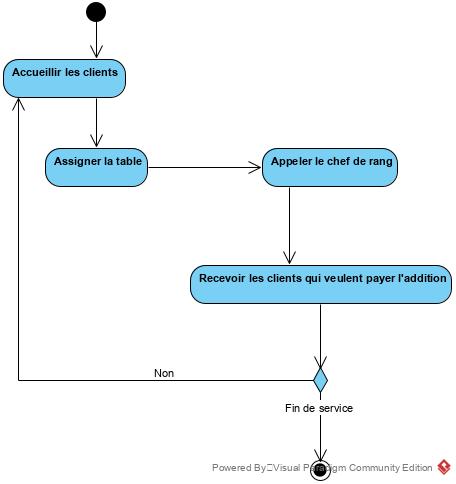 Accueillir les clients
Assigner la table
Appeler le chef de rang
Recevoir les clients qui veulent payer l'addition
Non
Fin de service
Powered By Visual Paradigm Community Edition